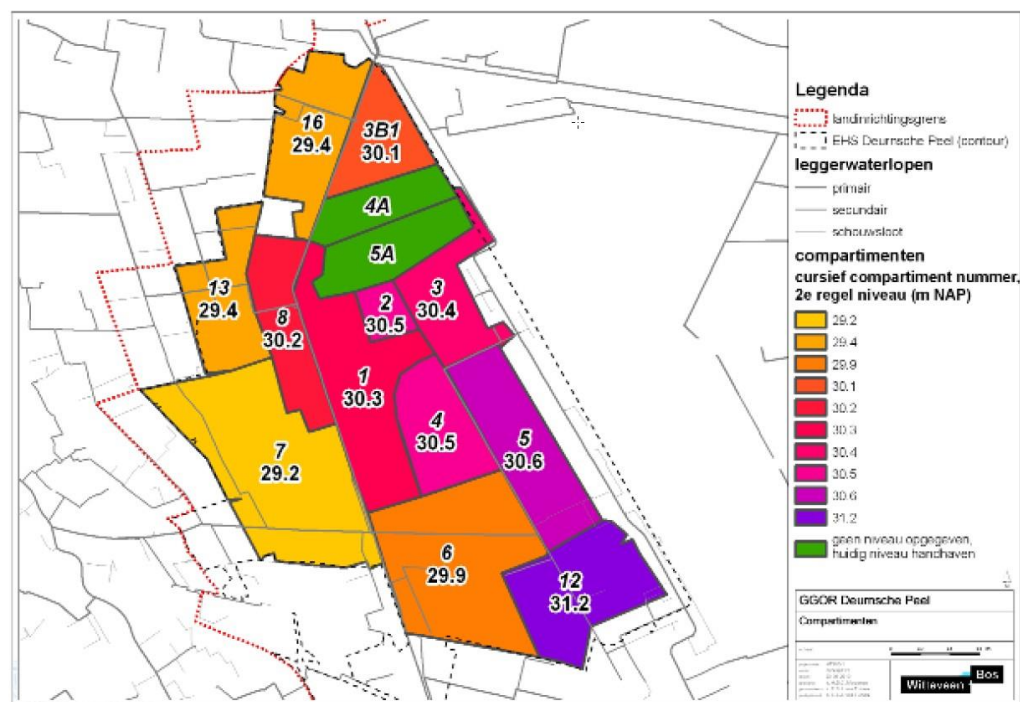 16
29.4
3B1
30.1
4A
5A
13
29.4
2
30.5
3
30.4
8
30.2
1
30.3
4
30.5
5
30.6
7
29.2
6
29.9
12
31.2
Legenda
landinrichtingsgrens
EHS Deurnsche Peel (contour)
leggerwaterlopen
primair
secundair
schouwsloot
compartimenten
cursief compartiment nummer,
2e regel niveau (m NAP)
29.2
29.4
29.9
30.1
30.2
30.3
30.4
30.5
30.6
31.2
geen niveau opgegeven,
huidig niveau handhaven
GGOR Deurnsche Peel
Compartimenten
Witteveen + Bos